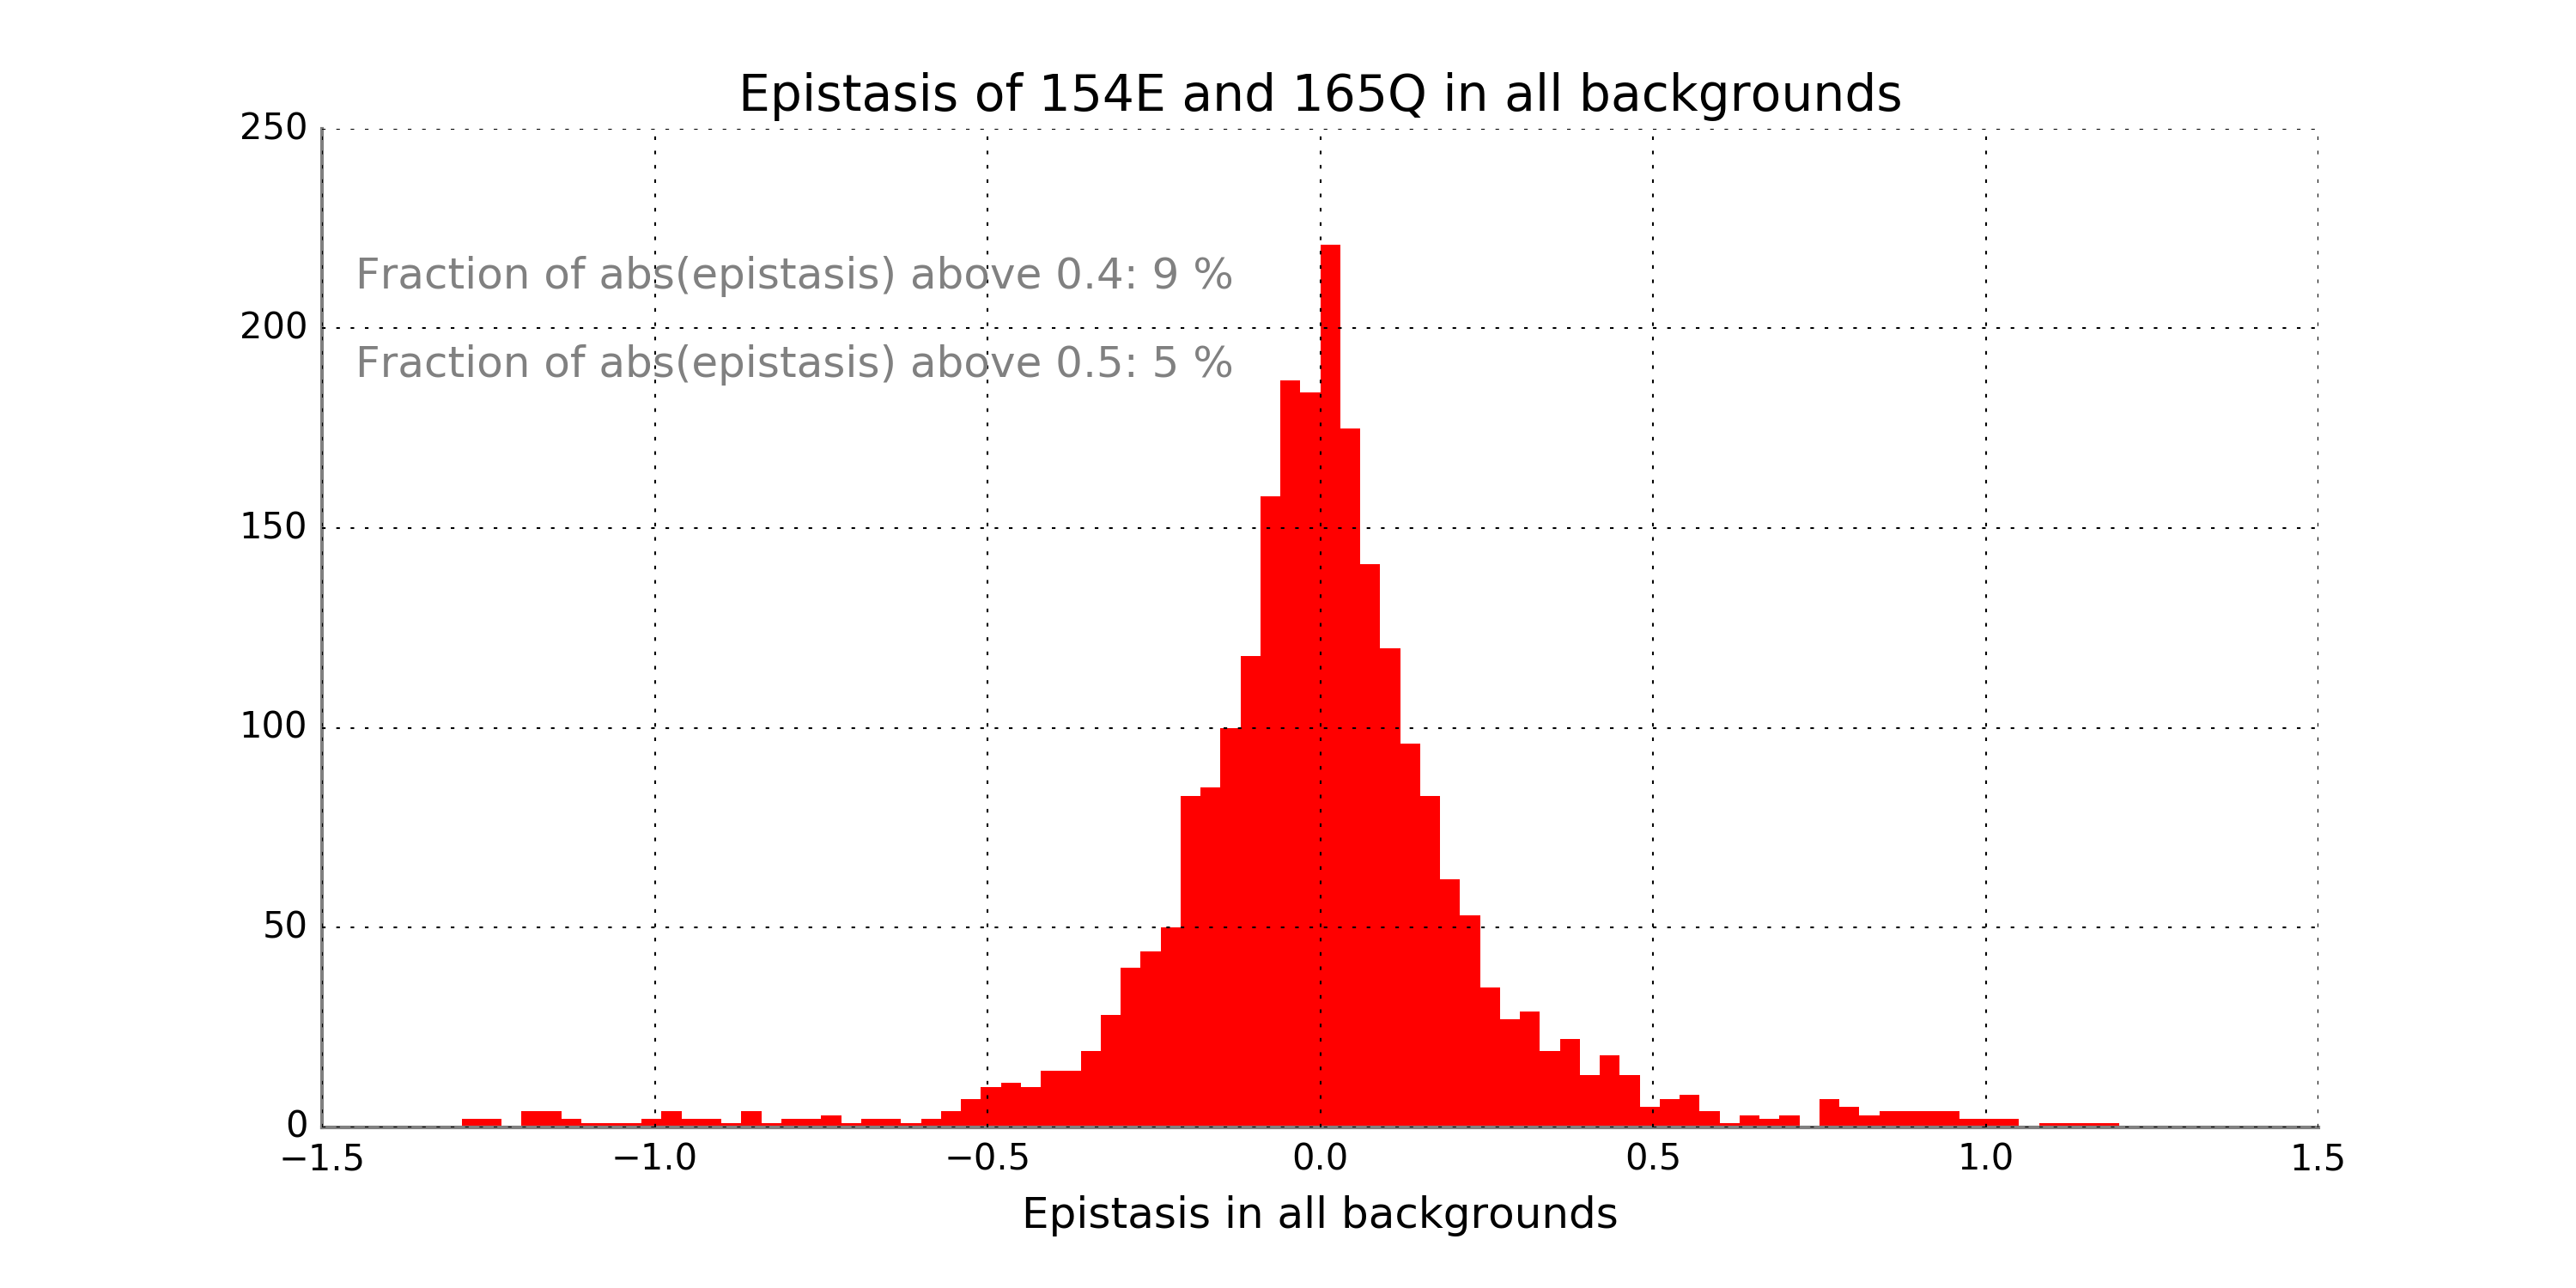 Epistasis of 154E and 165Q in all backgrounds
250
Fraction of abs(epistasis) above 0.4: 9 %
200
Fraction of abs(epistasis) above 0.5: 5 %
150
100
50
0
−1.5 −1.0 −0.5 0.0 0.5 1.0 1.5
Epistasis in all backgrounds